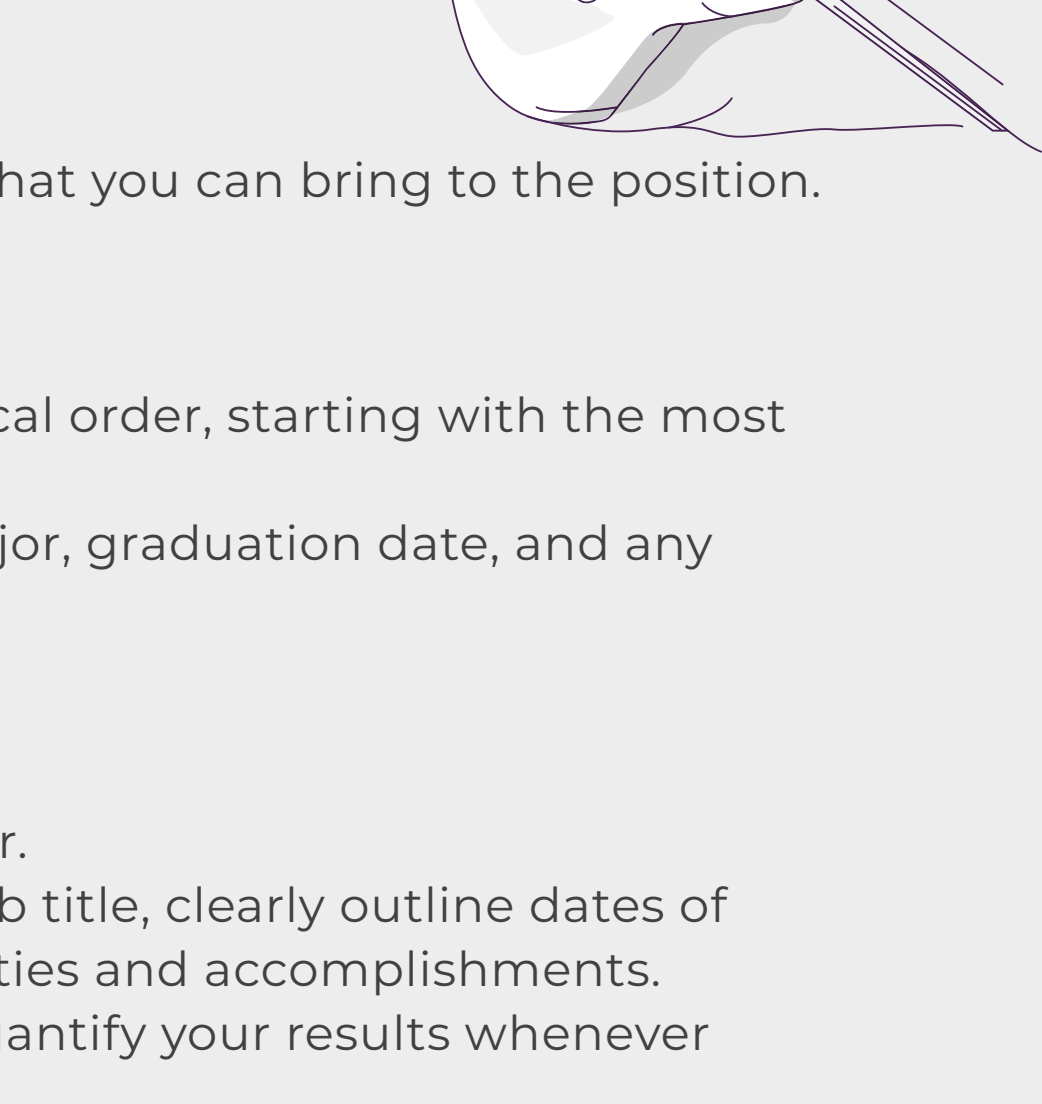 hat you can bring to the position.
cal order, starting with the most
jor, graduation date, and any
r.
b title, clearly outline dates of
ties and accomplishments.
antify your results whenever